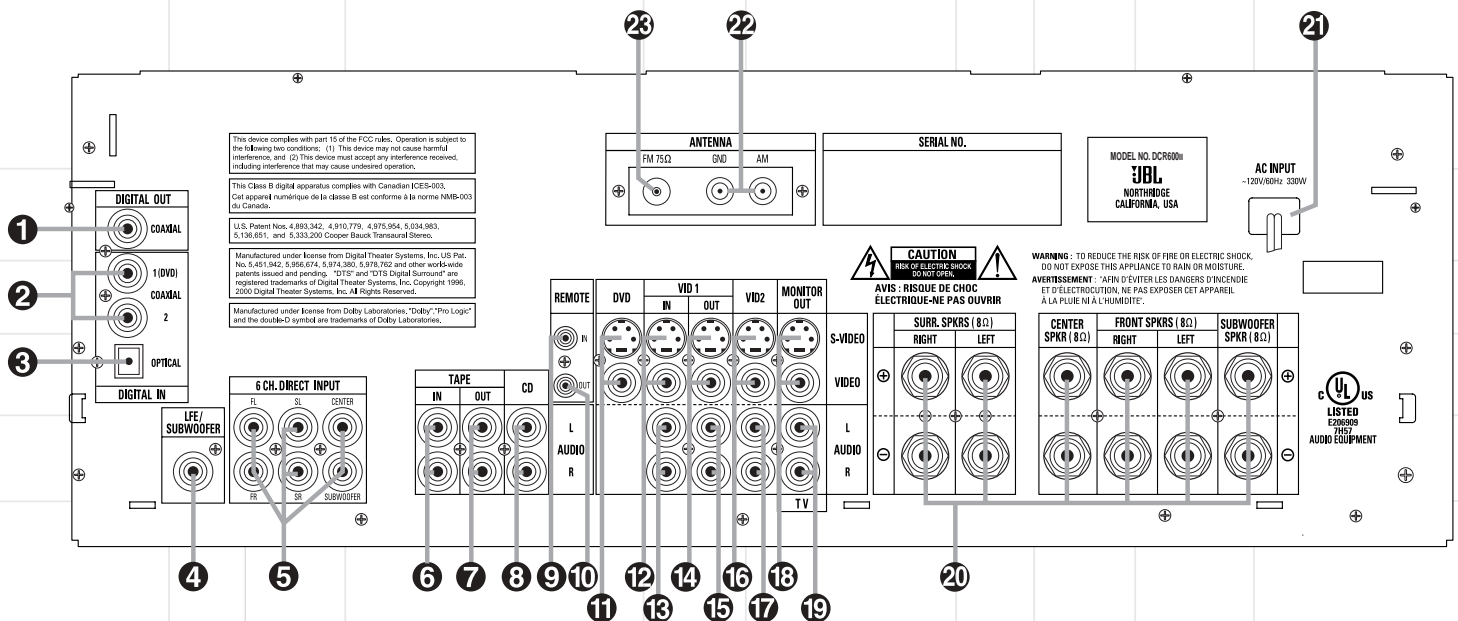 23
22
21
This device complies with part 15 of the FCC rules. Operation is subject to
the following two conditions; (1) This device may not cause harmful
interference, and (2) This device must accept any interference received,
including interference that may cause undesired operation.
This Class B digital apparatus complies with Canadian ICES-003.
Cet appareil numérique de la classe B est conforme à la norme NMB-003
du Canada.
U.S. Patent Nos. 4,893,342, 4,910,779, 4,975,954, 5,034,983,
5,136,651, and 5,333,200 Cooper Bauck Transaural Stereo.
Manufactured under license from Digital Theater Systems, Inc. US Pat.
No. 5,451,942, 5,956,674, 5,974,380, 5,978,762 and other world-wide
patents issued and pending. "DTS" and "DTS Digital Surround" are
registered trademarks of Digital Theater Systems, Inc. Copyright 1996,
2000 Digital Theater Systems, Inc. All Rights Reserved.
Manufactured under license from Dolby Laboratories. "Dolby", "Pro Logic"
and the double-D symbol are trademarks of Dolby Laboratories.
ANTENNA
FM 75Ω GND AM
SERIAL NO.
MODEL NO. DCR600II
JBL
NORTHRIDGE
CALIFORNIA, USA
AC INPUT
~120V/60Hz 330W
DIGITAL OUT
1
COAXIAL
2
1 (DVD)
COAXIAL
2
3
OPTICAL
DIGITAL IN
CAUTION
RISK OF ELECTRIC SHOCK
DO NOT OPEN.
AVIS : RISQUE DE CHOC
ÉLECTRIQUE-NE PAS OUVRIR
WARNING : TO REDUCE THE RISK OF FIRE OR ELECTRIC SHOCK,
DO NOT EXPOSE THIS APPLIANCE TO RAIN OR MOISTURE.
AVERTISSEMENT : "AFIN D'ÉVITER LES DANGERS D'INCENDIE
ET D'ÉLECTROCUTION, NE PAS EXPOSER CET APPAREIL
À LA PLUIE NI À L'HUMIDITE".
LFE/
SUBWOOFER
6 CH. DIRECT INPUT
FL SL CENTER
FR SR SUBWOOFER
TAPE
IN OUT
CD
REMOTE
IN
OUT
DVD
VID 1
IN OUT
VID2
MONITOR
OUT
S-VIDEO
VIDEO
L
AUDIO
R
L
AUDIO
R
TV
SURR. SPKRS ( 8Ω )
RIGHT LEFT
CENTER
SPKR ( 8Ω )
FRONT SPKRS ( 8Ω )
RIGHT LEFT
SUBWOOFER
SPKR ( 8Ω )
+ +
− −
C UL US
LISTED
E206909
7H57
AUDIO EQUIPMENT
4 5 6 7 8 9 10 12 14 16 18 20
11 13 15 17 19